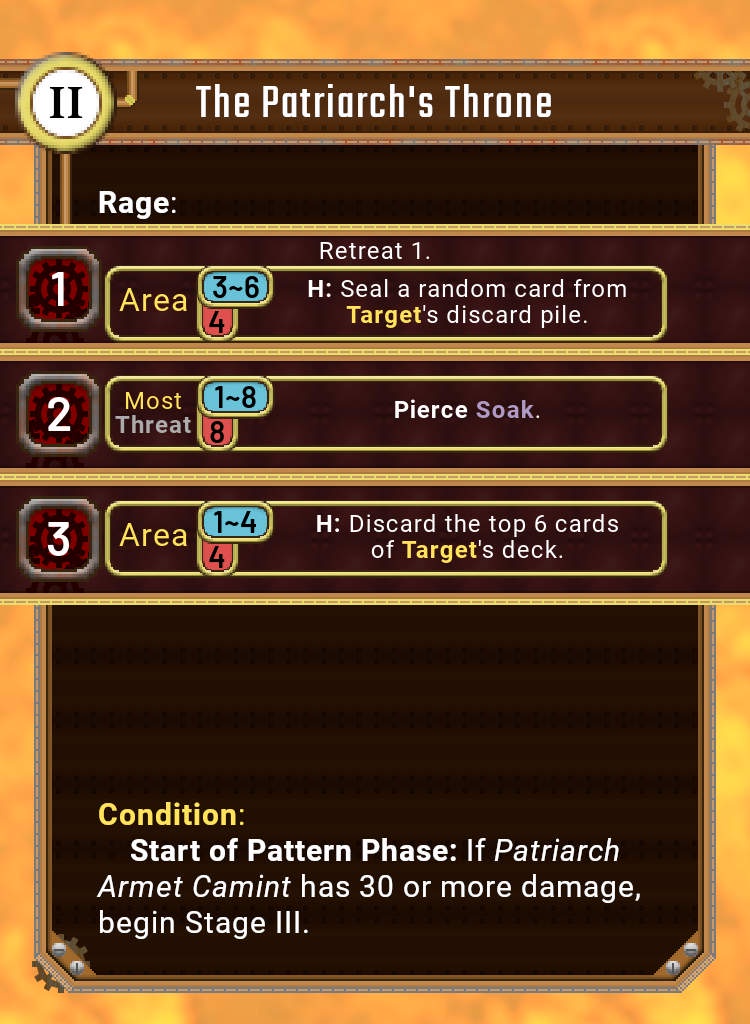 II
The Patriarch's Throne
Rage:
Retreat 1.
1
Area
3~6
4
H: Seal a random card from
Target's discard pile.
2
Most
Threat
1~8
8
Pierce Soak.
3
Area
1~4
4
H: Discard the top 6 cards
of Target's deck.
Condition:
Start of Pattern Phase: If Patriarch
Armet Camint has 30 or more damage,
begin Stage III.